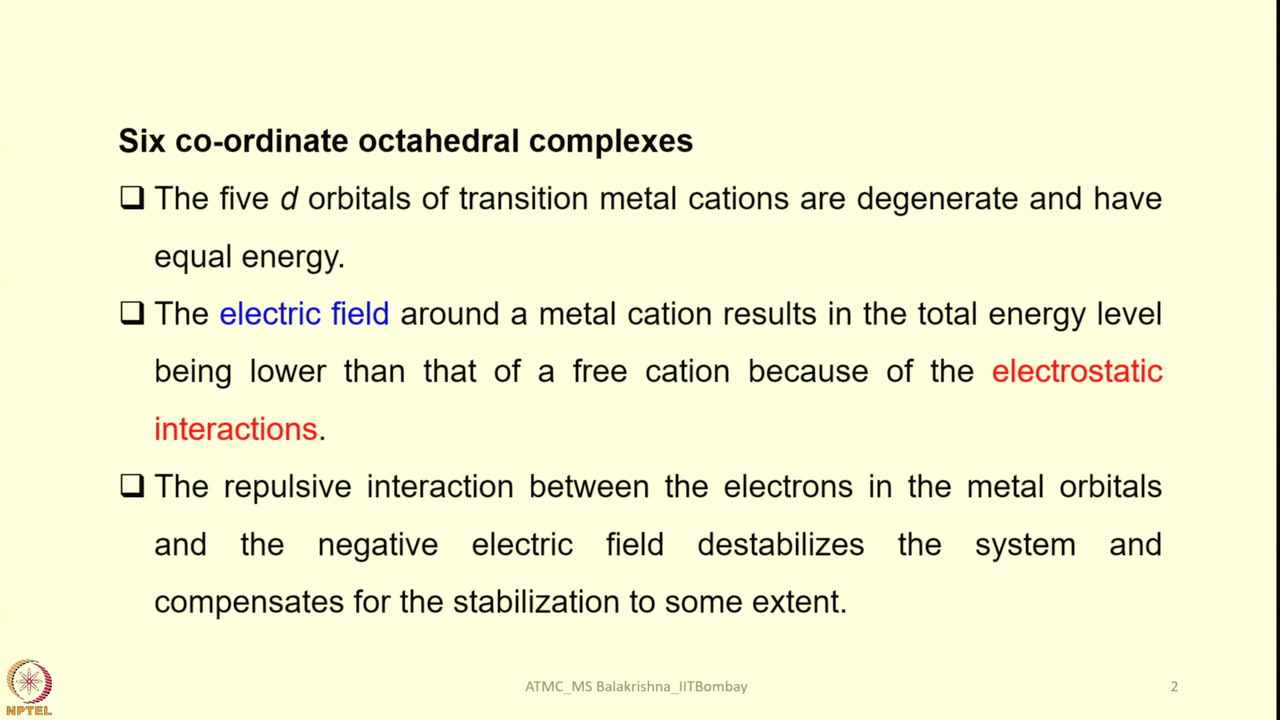 Six co-ordinate octahedral complexes
❑ The five d orbitals of transition metal cations are degenerate and have
equal energy.
❑ The electric field around a metal cation results in the total energy level
being lower than that of a free cation because of the electrostatic
interactions.
❑ The repulsive interaction between the electrons in the metal orbitals
and the negative electric field destabilizes the system and
compensates for the stabilization to some extent.
NPTEL
ATMC_MS Balakrishna_IITBombay
2